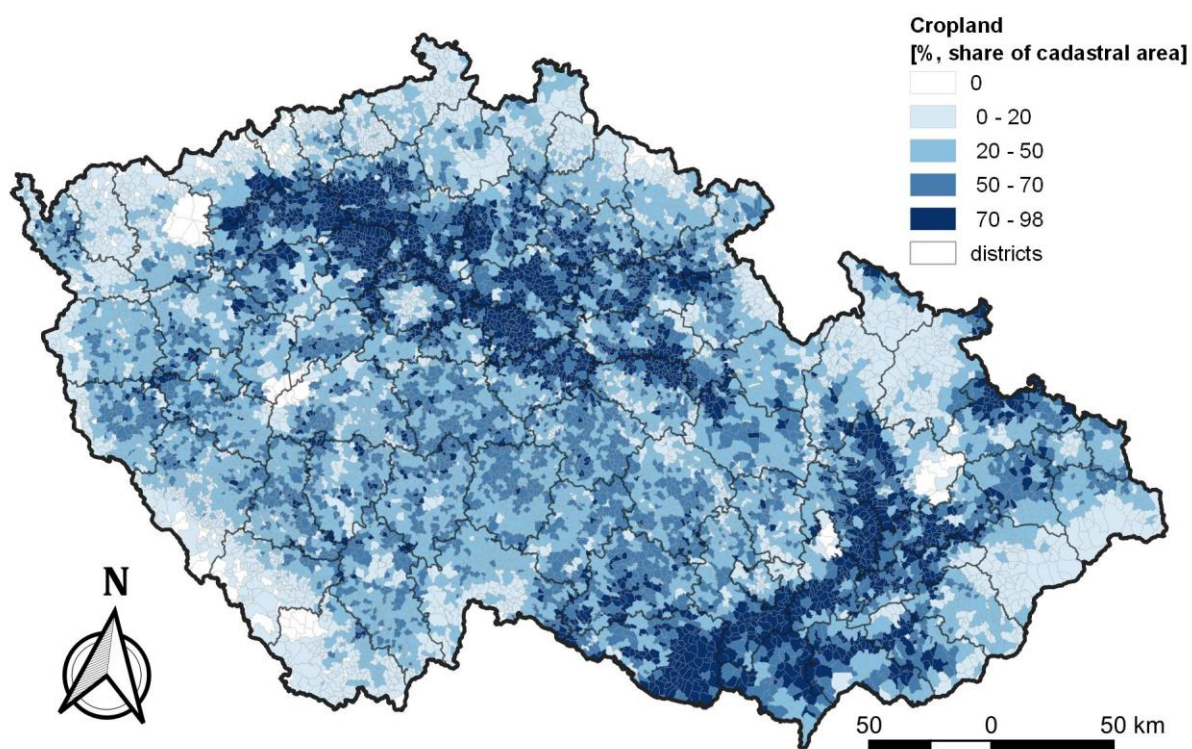 Cropland
[%, share of cadastral area]
0
0 - 20
20 - 50
50 - 70
70 - 98
districts
N
50 0 50 km